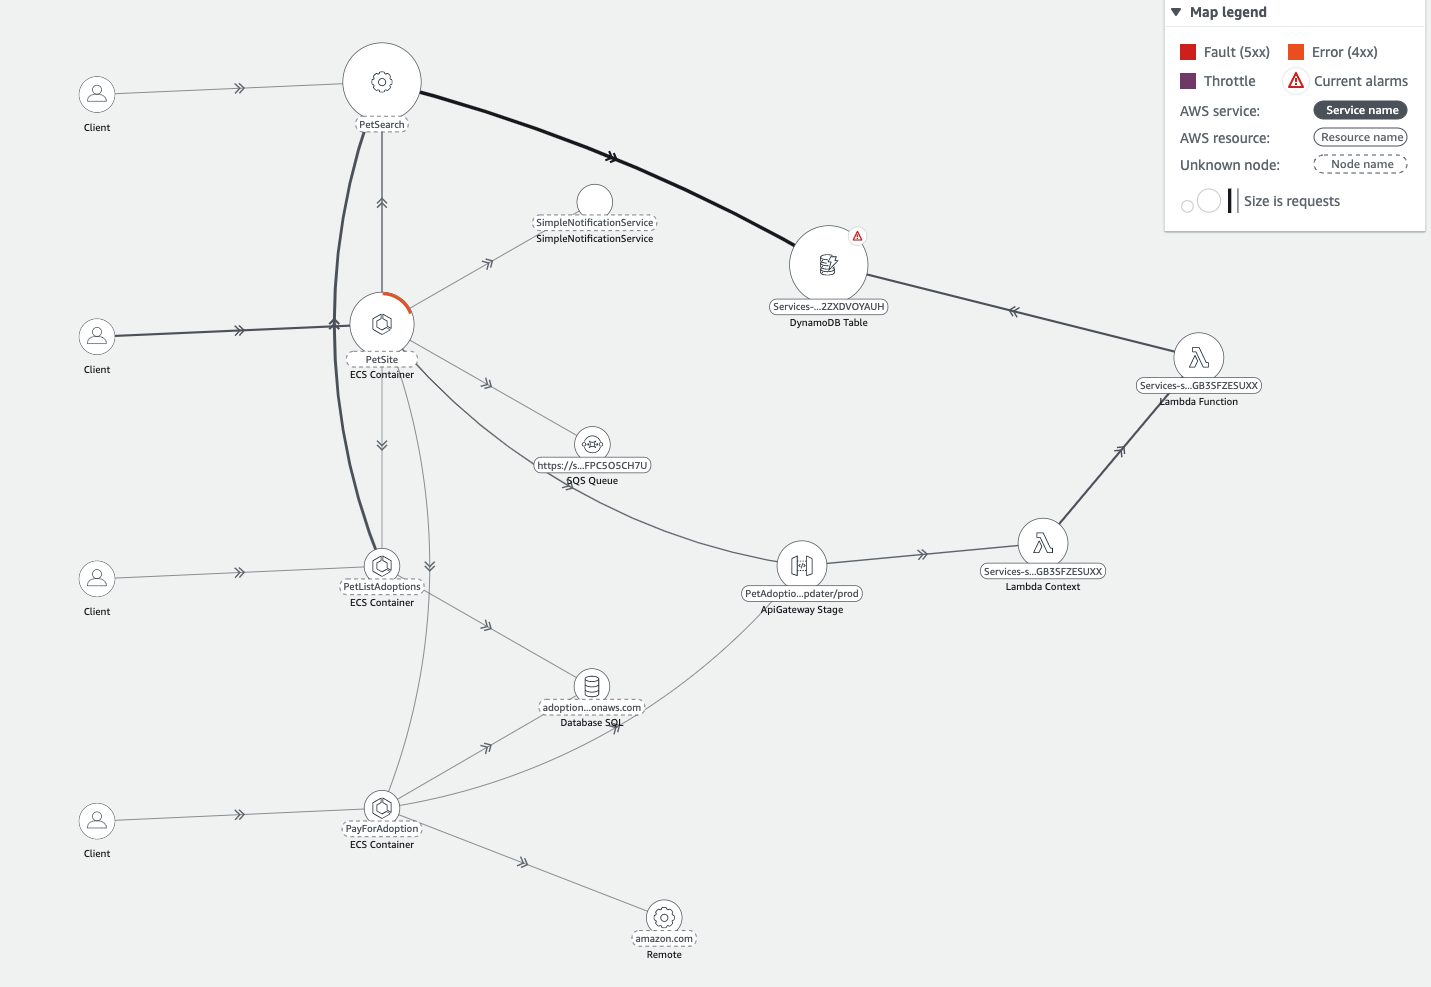 Map legend
Fault (5xx)
Error (4xx)
Throttle
Current alarms
AWS service:
Service name
AWS resource:
Resource name
Unknown node:
Node name
Size is requests
Client
PetSearch
SimpleNotificationService
SimpleNotificationService
Services-...2ZXDVOYAUH
DynamoDB Table
Client
PetSite
ECS Container
Services-s...GB3SFZESUXX
Lambda Function
https://s...FPC5O5CH7U
SQS Queue
Client
PetListAdoptions
ECS Container
PetAdoptio...pdater/prod
ApiGateway Stage
Services-s...GB3SFZESUXX
Lambda Context
adoption...onaws.com
Database SQL
Client
PayForAdoption
ECS Container
amazon.com
Remote